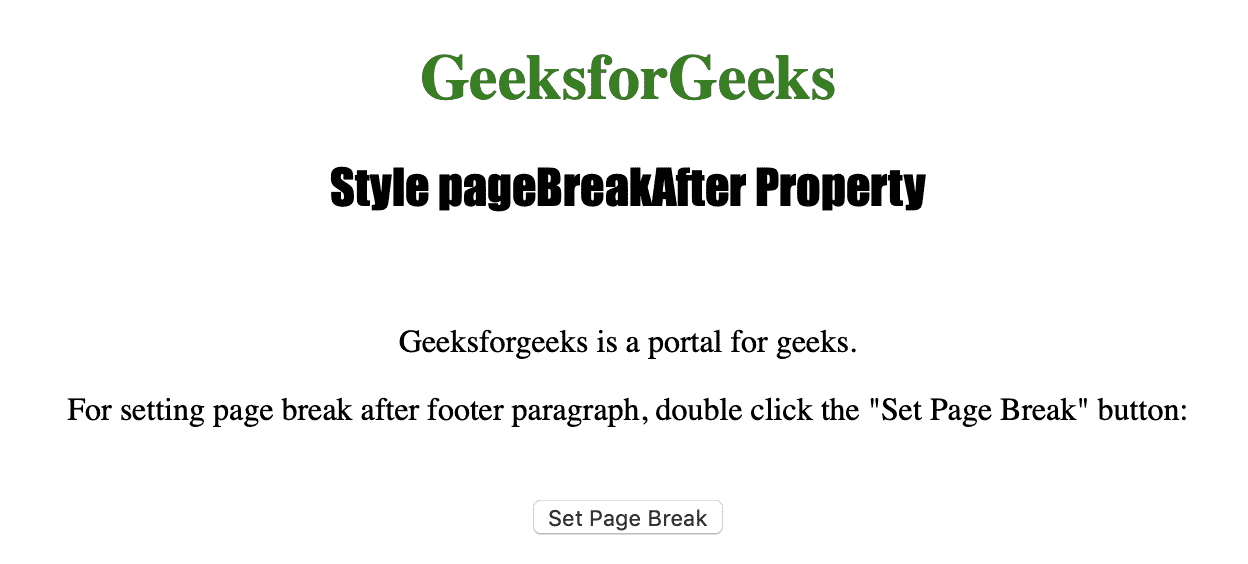 GeeksforGeeks
Style pageBreakAfter Property
Geeksforgeeks is a portal for geeks.
For setting page break after footer paragraph, double click the "Set Page Break" button:
Set Page Break